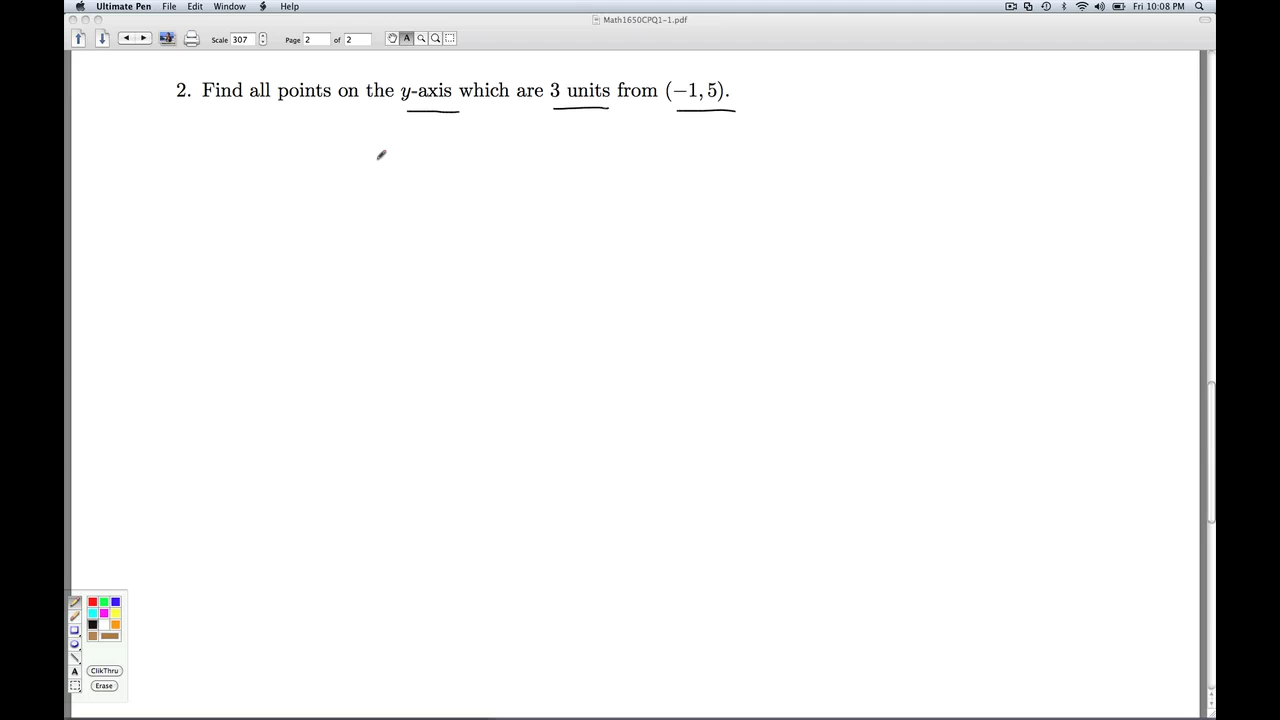 Ultimate Pen File Edit Window Help Fri 10:08 PM
Math1650CPQ1-1.pdf
Scale 307 Page 2 of 2 A
2. Find all points on the y-axis which are 3 units from (−1, 5).
A
ClikThru
Erase